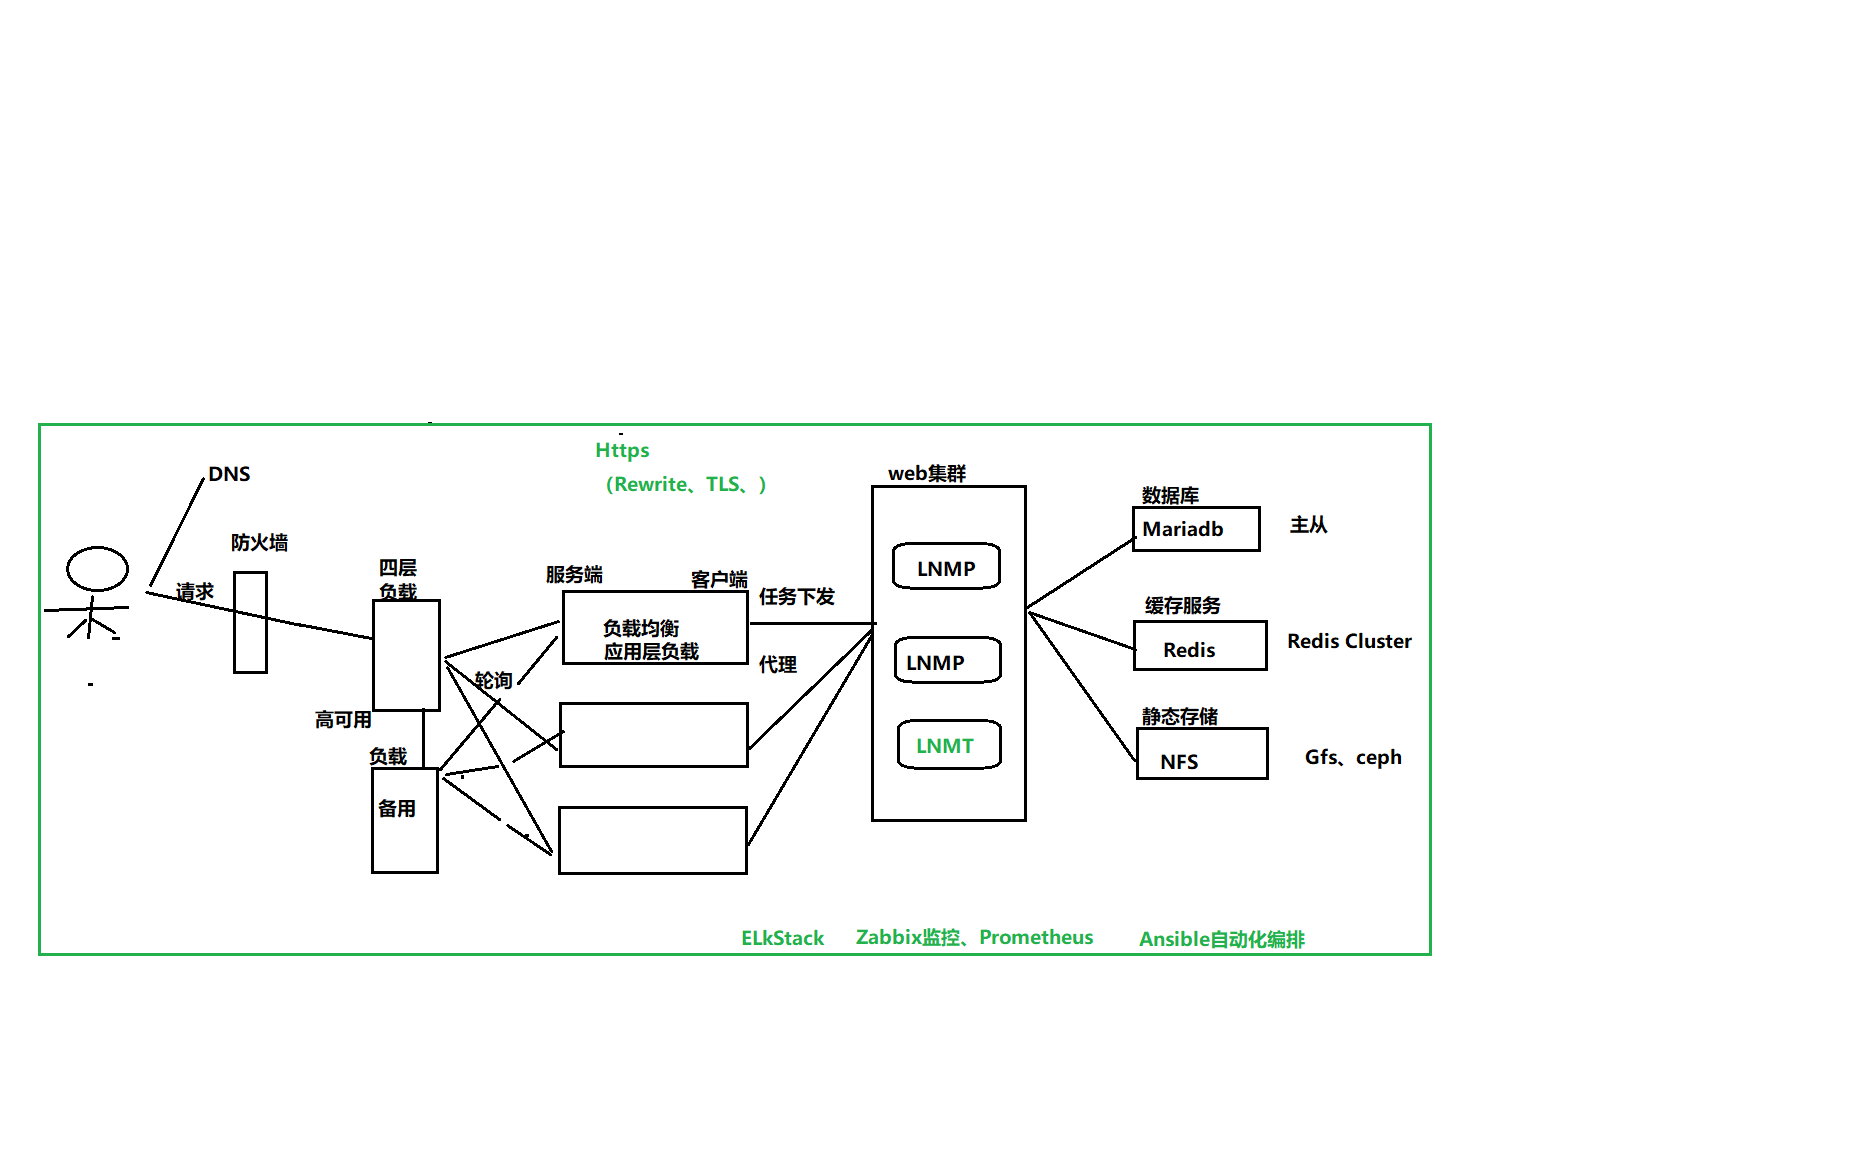 Https
（Rewrite、TLS、）
DNS
防火墙
请求
四层
负载
高可用
负载
备用
轮询
服务端
客户端
负载均衡
应用层负载
任务下发
代理
web集群
LNMP
LNMP
LNMT
数据库
Mariadb
主从
缓存服务
Redis
Redis Cluster
静态存储
NFS
Gfs、ceph
ELkStack
Zabbix监控、Prometheus
Ansible自动化编排